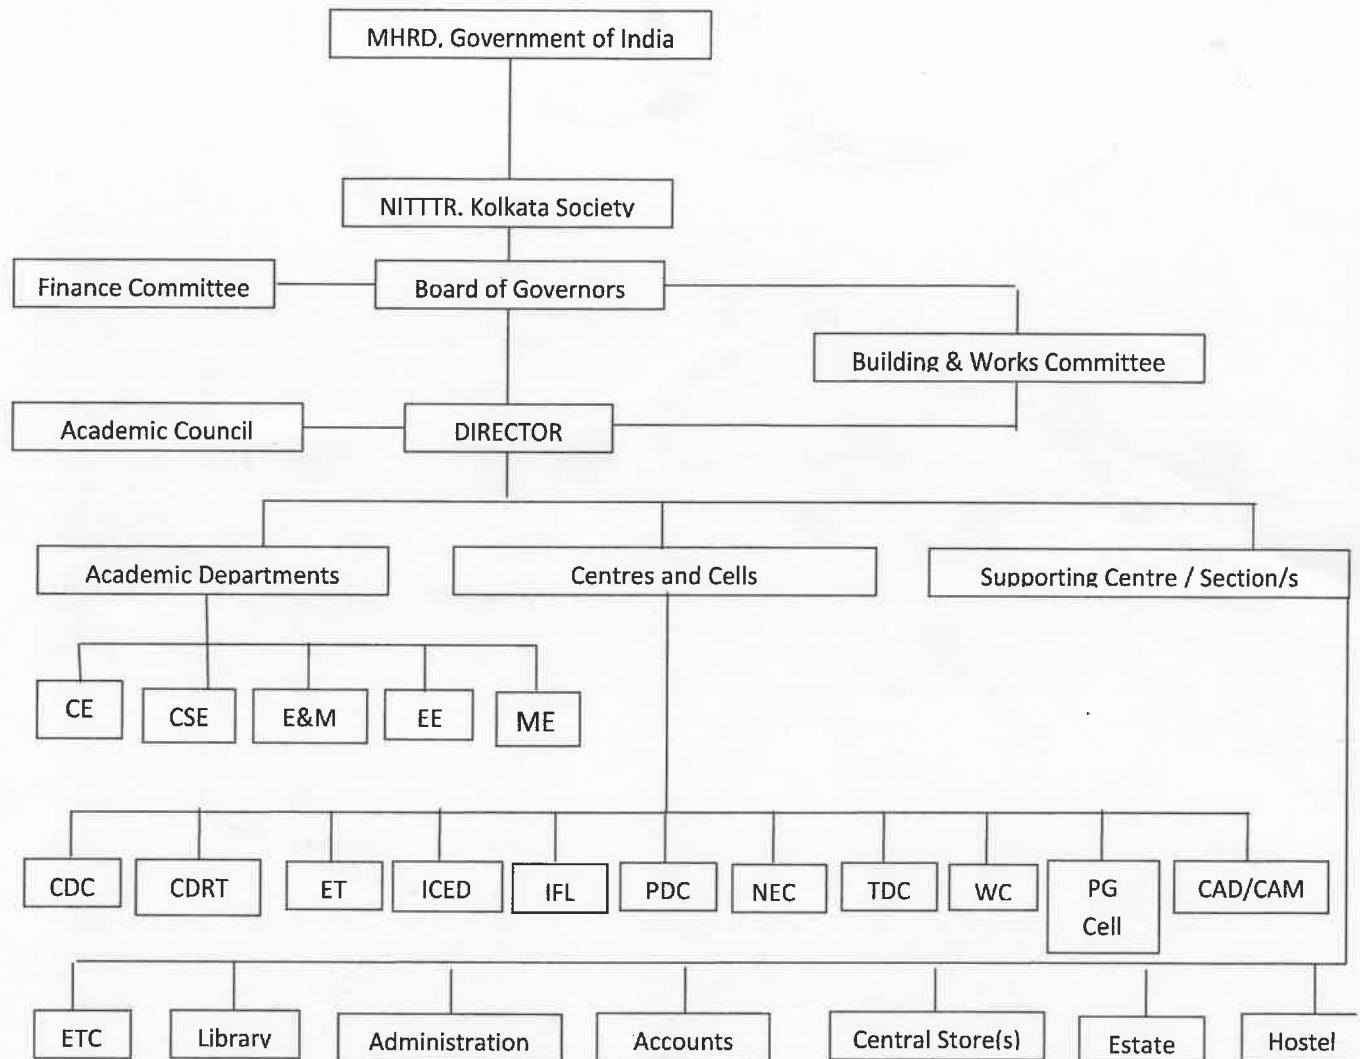 MHRD, Government of India
NITTTR. Kolkata Society
Finance Committee
Board of Governors
Building & Works Committee
Academic Council
DIRECTOR
Academic Departments
Centres and Cells
Supporting Centre / Section/s
CE
CSE
E&M
EE
ME
CDC
CDRT
ET
ICED
IFL
PDC
NEC
TDC
WC
PG
Cell
CAD/CAM
ETC
Library
Administration
Accounts
Central Store(s)
Estate
Hostel